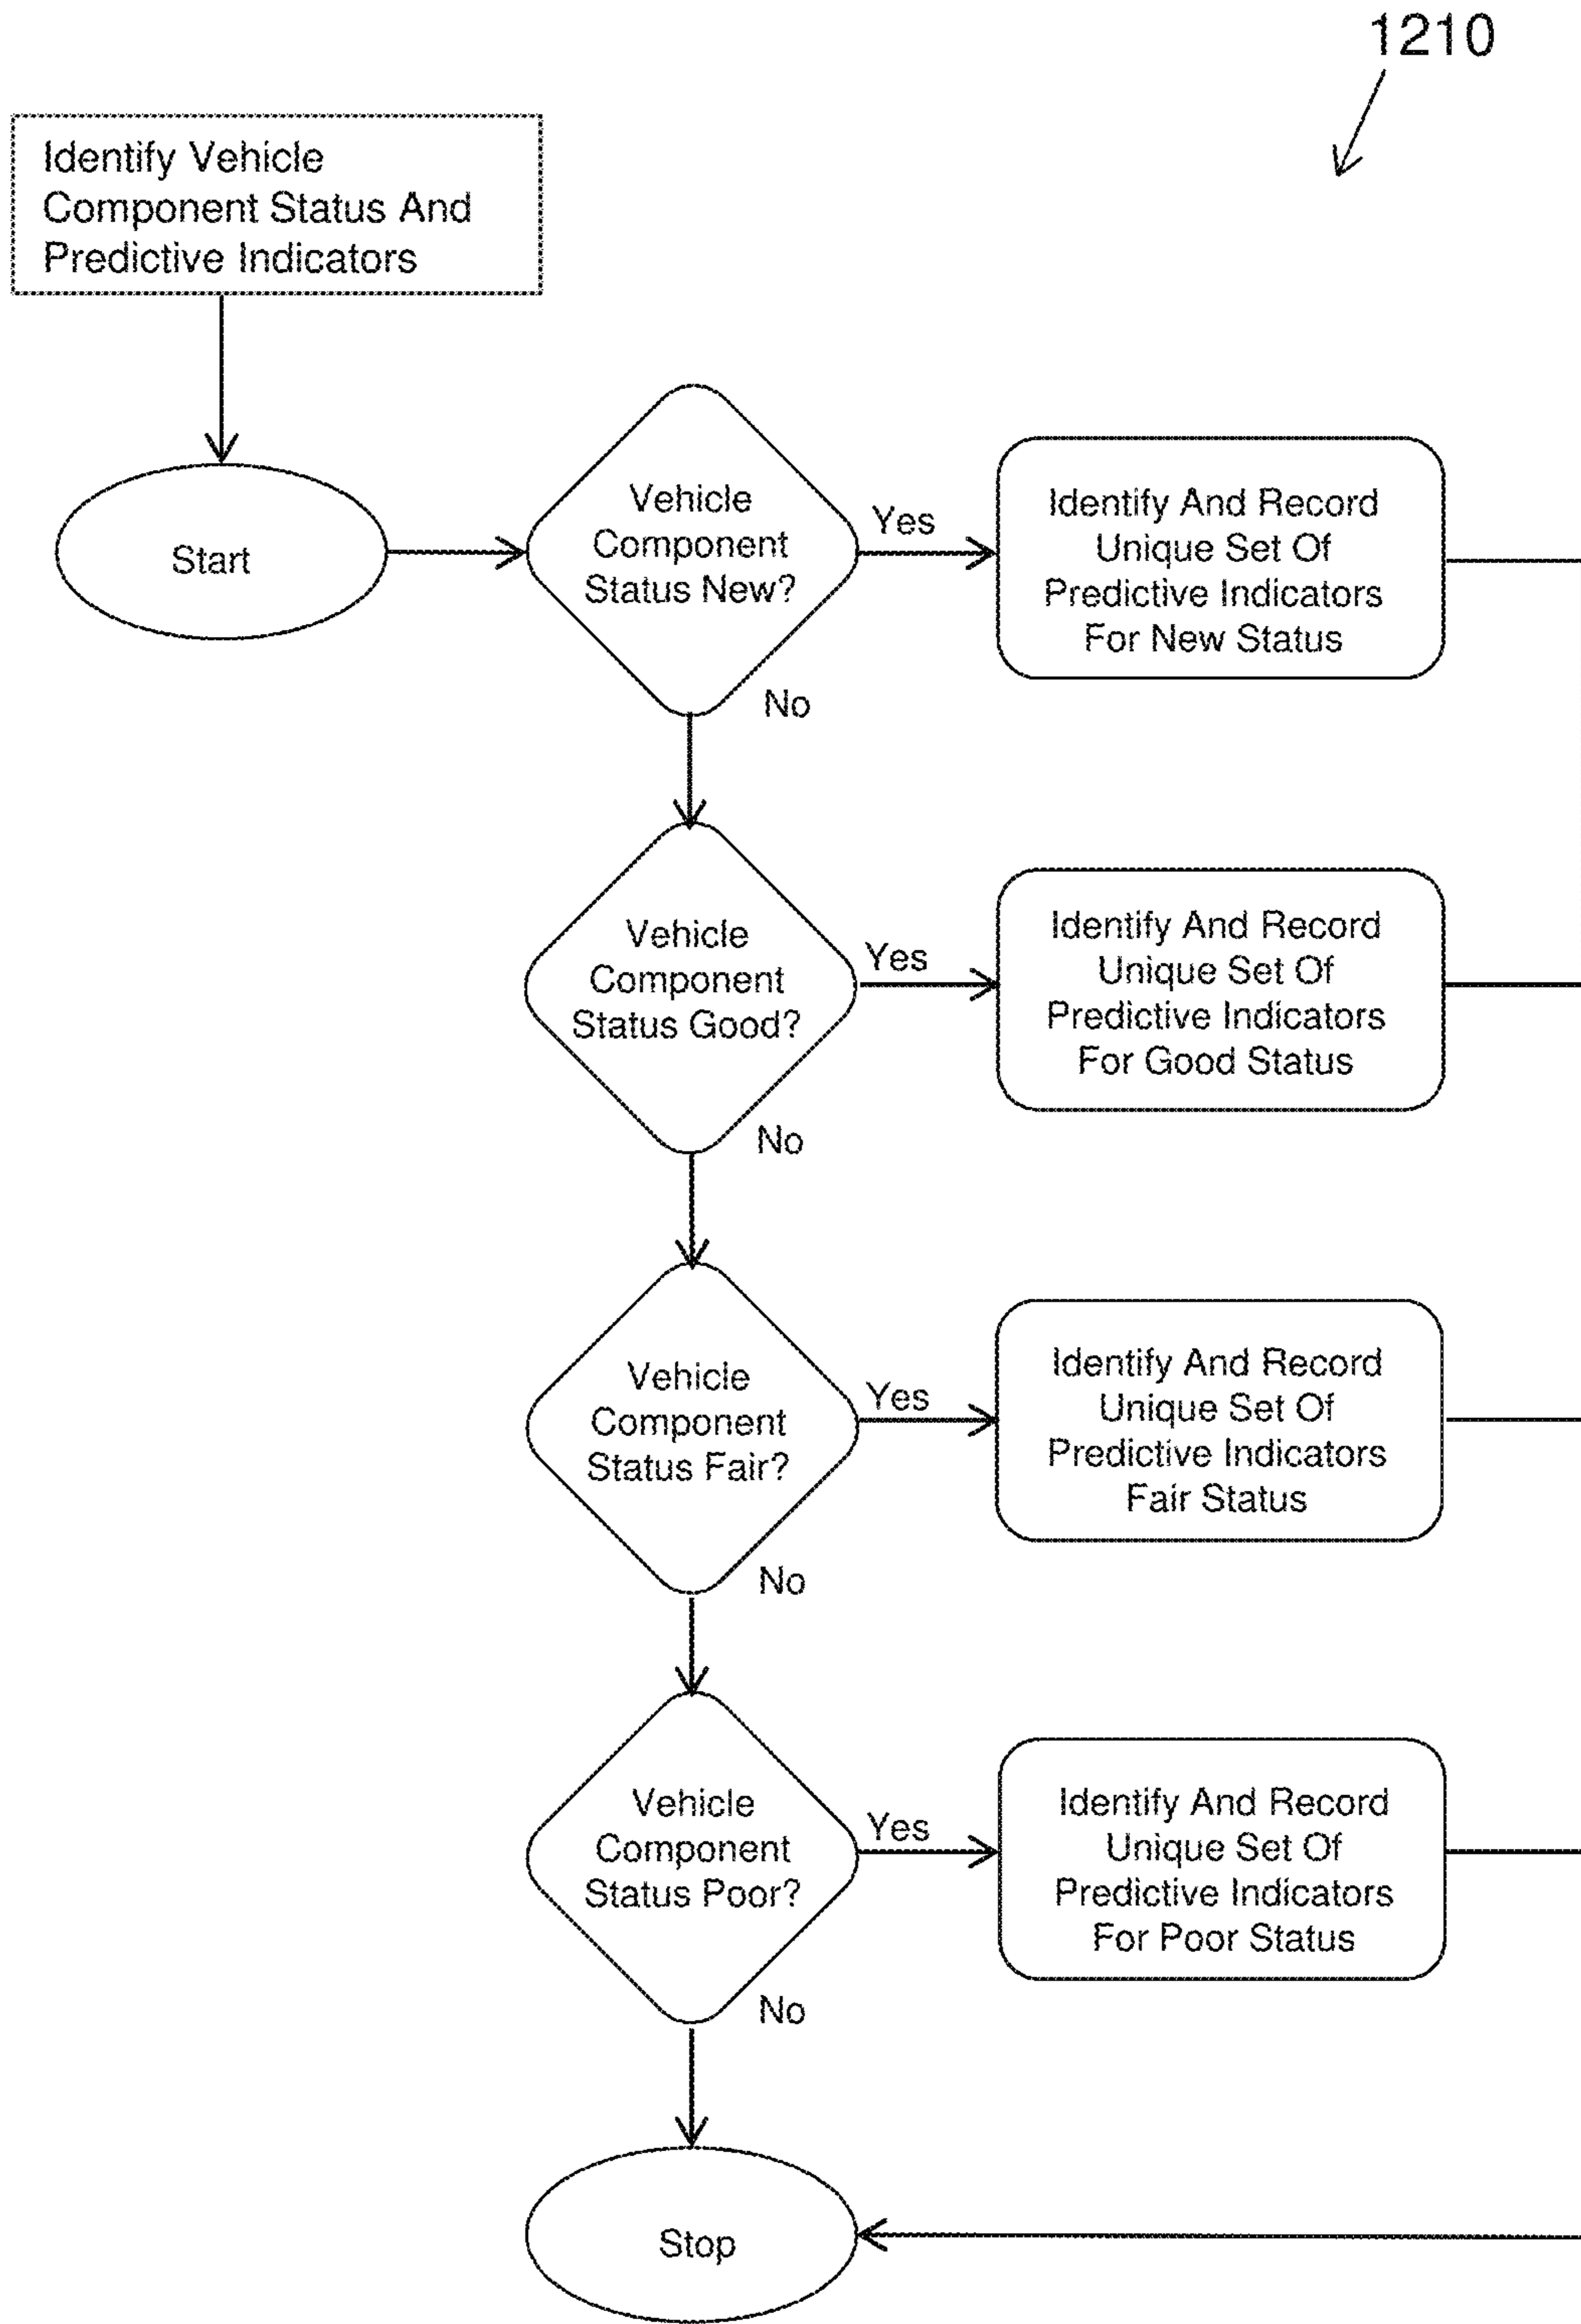 1210
Identify Vehicle
Component Status And
Predictive Indicators
Start
Vehicle
Component
Status New?
Yes
Identify And Record
Unique Set Of
Predictive Indicators
For New Status
No
Vehicle
Component
Status Good?
Yes
Identify And Record
Unique Set Of
Predictive Indicators
For Good Status
No
Vehicle
Component
Status Fair?
Yes
Identify And Record
Unique Set Of
Predictive Indicators
Fair Status
No
Vehicle
Component
Status Poor?
Yes
Identify And Record
Unique Set Of
Predictive Indicators
For Poor Status
No
Stop